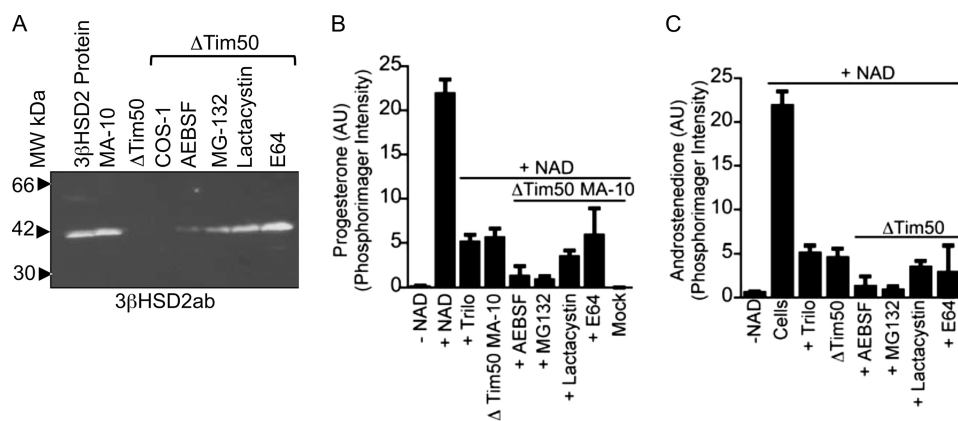 A
ΔTim50
MW kDa
3βHSD2 Protein
MA-10
ΔTim50
COS-1
AEBSF
MG-132
Lactacystin
E64
66
42
30
3βHSD2ab
B
Progesterone (AU)
(Phosphorimager Intensity)
25
20
15
10
5
0
+ NAD
ΔTim50 MA-10
- NAD
+ NAD
+ Trilo
Δ Tim50 MA-10
+ AEBSF
+ MG132
+ Lactacystin
+ E64
Mock
C
Androstenedione (AU)
(Phosphorimager Intensity)
25
20
15
10
5
0
+ NAD
ΔTim50
-NAD
Cells
+ Trilo
ΔTim50
+ AEBSF
+ MG132
+ Lactacystin
+ E64